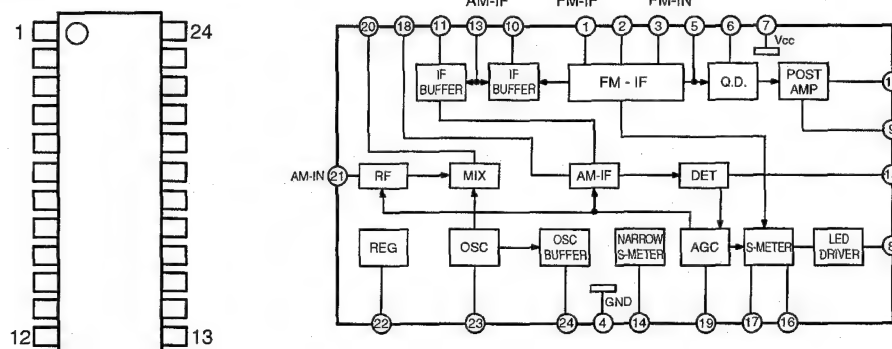 AM-IF FM-IF FM-IN
1 24
20 18 11 13 10 1 2 3 5 6 7
Vcc
IF BUFFER
IF BUFFER
FM - IF
Q.D.
POST AMP
AM-IN 21
RF
MIX
AM-IF
DET
REG
OSC
OSC BUFFER
NARROW S-METER
AGC
S-METER
LED DRIVER
8
GND
12 13
22 23 24 4 14 19 17 16